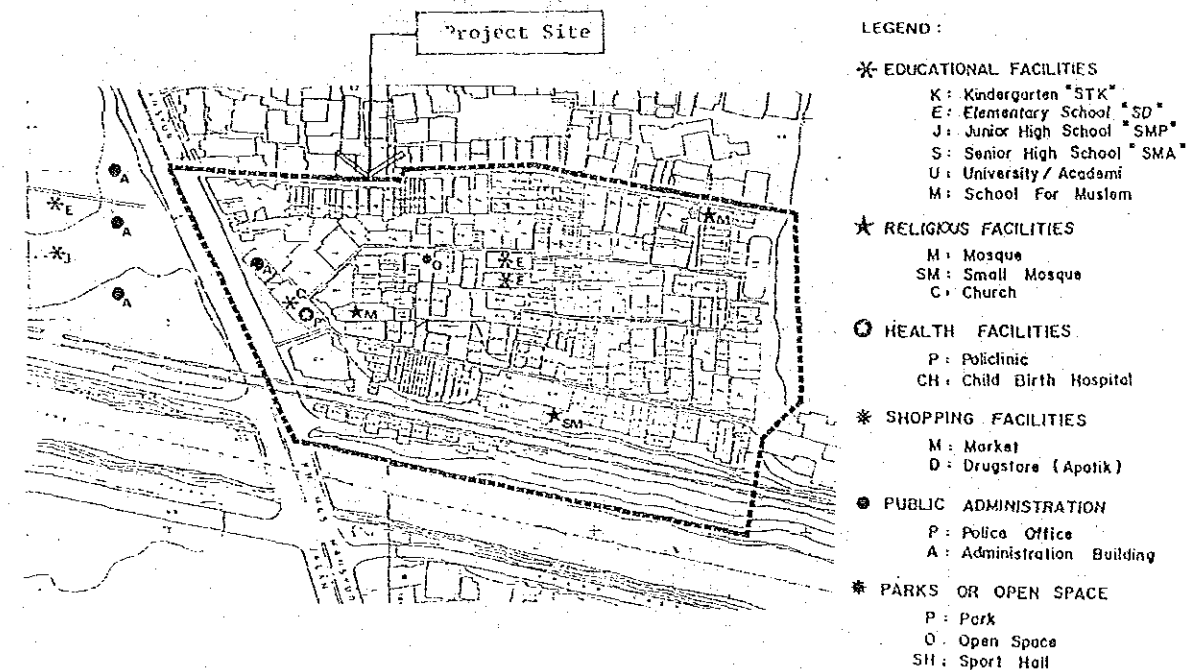 Project Site
LEGEND :
EDUCATIONAL FACILITIES
K : Kindergarten "STK"
E : Elementary School "SD"
J : Junior High School "SMP"
S : Senior High School "SMA"
U : University / Academi
M : School For Muslem
RELIGIOUS FACILITIES
M : Mosque
SM : Small Mosque
C : Church
HEALTH FACILITIES
P : Policlinic
CH : Child Birth Hospital
SHOPPING FACILITIES
M : Market
D : Drugstore (Apotik)
PUBLIC ADMINISTRATION
P : Police Office
A : Administration Building
PARKS OR OPEN SPACE
P : Park
O : Open Space
SH : Sport Hall
A
E
A
J
A
M
O
E
E
P
C
P
M
SM
KH. MAS MANSYUR